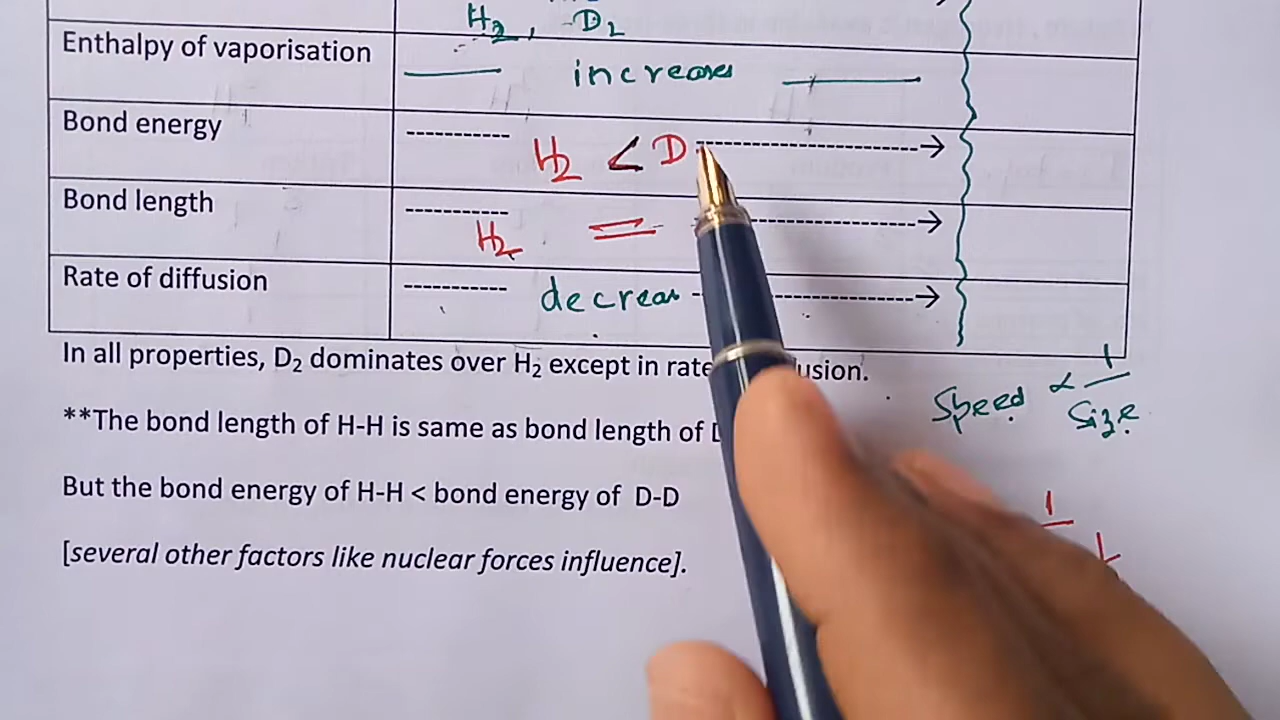 H2, D2
Enthalpy of vaporisation
increases
Bond energy
H2 < D
Bond length
H2 =
Rate of diffusion
decreas
In all properties, D2 dominates over H2 except in rate
Speed ∝ 1
Size
**The bond length of H-H is same as bond length of
But the bond energy of H-H < bond energy of D-D
1
[several other factors like nuclear forces influence].